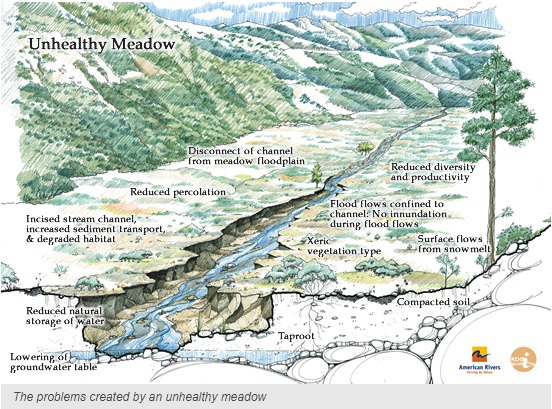 Unhealthy Meadow
Disconnect of channel
from meadow floodplain
Reduced diversity
and productivity
Reduced percolation
Flood flows confined to
channel: No innundation
during flood flows
Incised stream channel,
increased sediment transport,
& degraded habitat
Xeric
vegetation type
Surface flows
from snowmelt
Compacted soil
Reduced natural
storage of water
Taproot
Lowering of
groundwater table
American Rivers
Thriving By Nature
The problems created by an unhealthy meadow